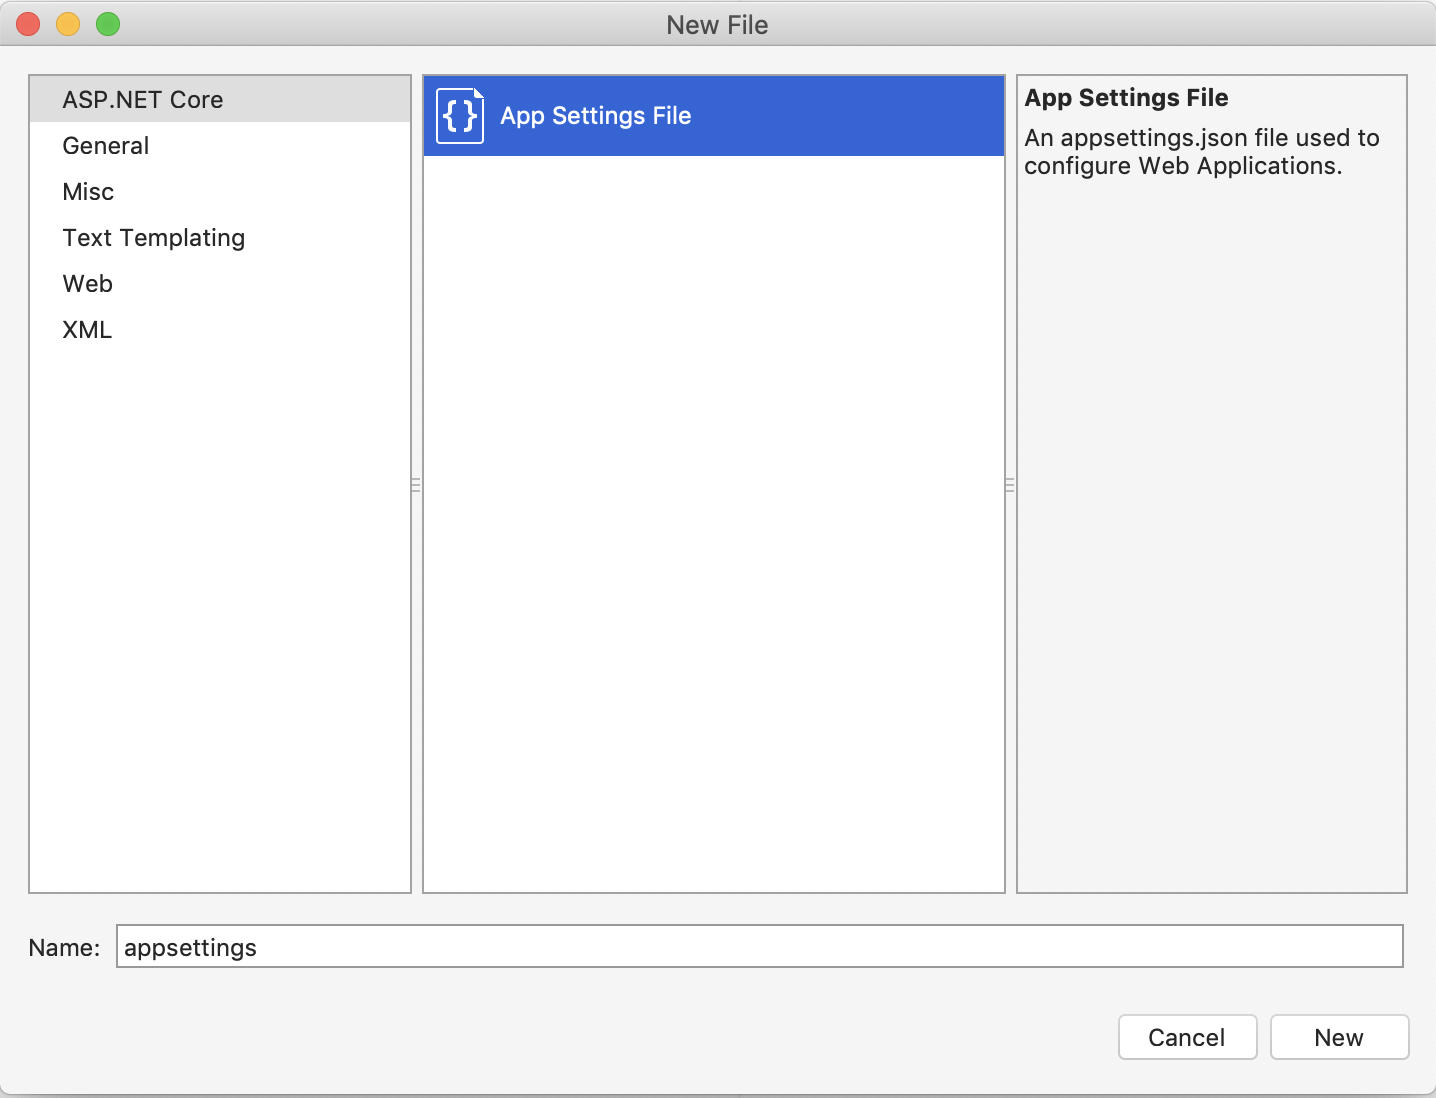 New File
ASP.NET Core
General
Misc
Text Templating
Web
XML
{}
App Settings File
App Settings File
An appsettings.json file used to
configure Web Applications.
Name:
appsettings
Cancel
New